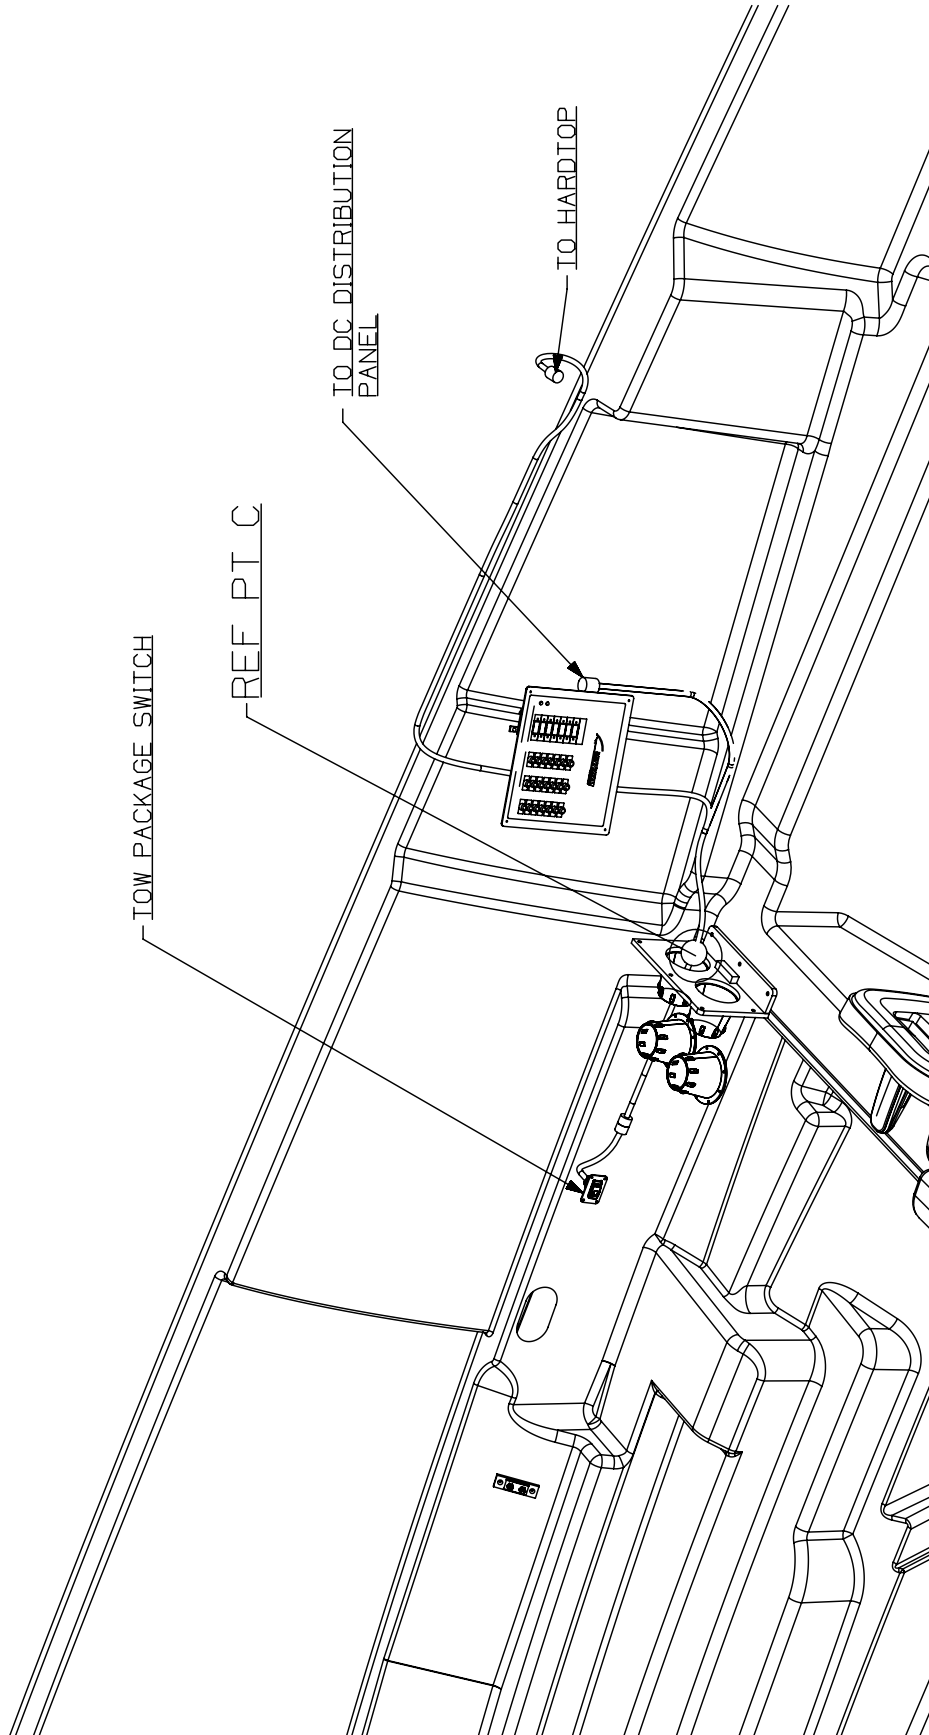 TOW PACKAGE SWITCH
REF PT C
TO DC DISTRIBUTION
PANEL
TO HARDTOP